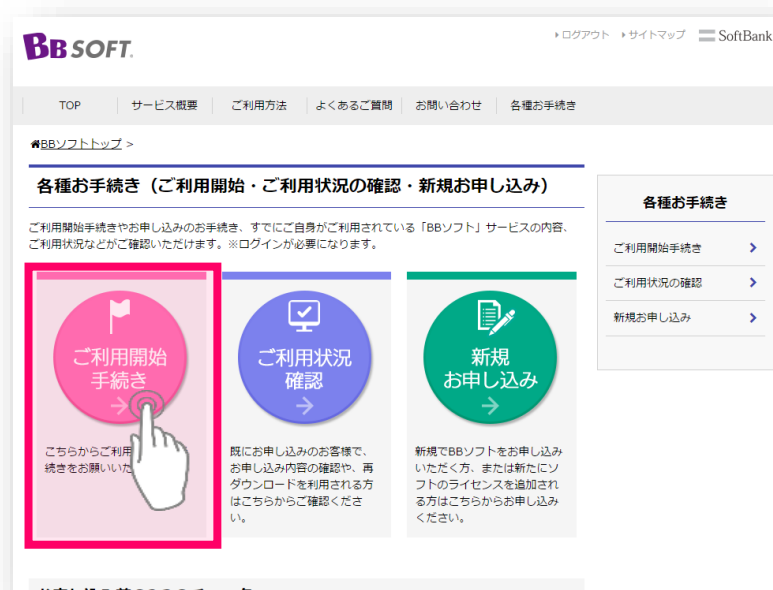 BB SOFT.
ログアウト サイトマップ SoftBank
TOP サービス概要 ご利用方法 よくあるご質問 お問い合わせ 各種お手続き
BBソフトトップ >
各種お手続き（ご利用開始・ご利用状況の確認・新規お申し込み）
ご利用開始手続きやお申し込みのお手続き、すでにご自身がご利用されている「BBソフト」サービスの内容、
ご利用状況などがご確認いただけます。※ログインが必要になります。
ご利用開始
手続き
こちらからご利用
続きをお願いいた
ご利用状況
確認
既にお申し込みのお客様で、
お申し込み内容の確認や、再
ダウンロードを利用される方
はこちらからご確認くださ
い。
新規
お申し込み
新規でBBソフトをお申し込み
いただく方、または新たにソ
フトのライセンスを追加され
る方はこちらからお申し込み
ください。
各種お手続き
ご利用開始手続き
ご利用状況の確認
新規お申し込み